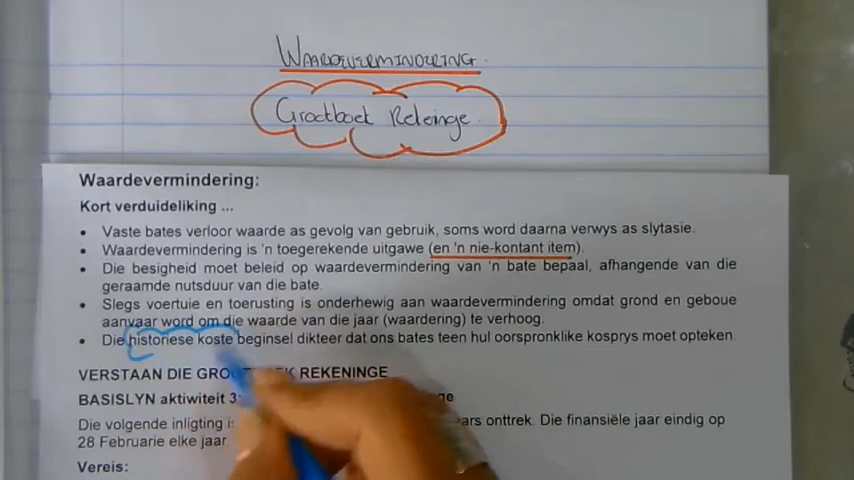 WAARDEVERMINDERING
Grootboek Rekeinge
Waardevermindering:
Kort verduideliking ...
• Vaste bates verloor waarde as gevolg van gebruik, soms word daarna verwys as slytasie.
• Waardevermindering is 'n toegerekende uitgawe (en 'n nie-kontant item).
• Die besigheid moet beleid op waardevermindering van 'n bate bepaal, afhangende van die
geraamde nutsduur van die bate.
• Slegs voertuie en toerusting is onderhewig aan waardevermindering omdat grond en geboue
aanvaar word om die waarde van die jaar (waardering) te verhoog.
• Die historiese koste beginsel dikteer dat ons bates teen hul oorspronklike kosprys moet opteken.
VERSTAAN DIE REKENINGE
BASISLYN aktiwiteit 3
Die volgende inligting onttrek. Die finansiële jaar eindig op
28 Februarie elke jaar.
Vereis: